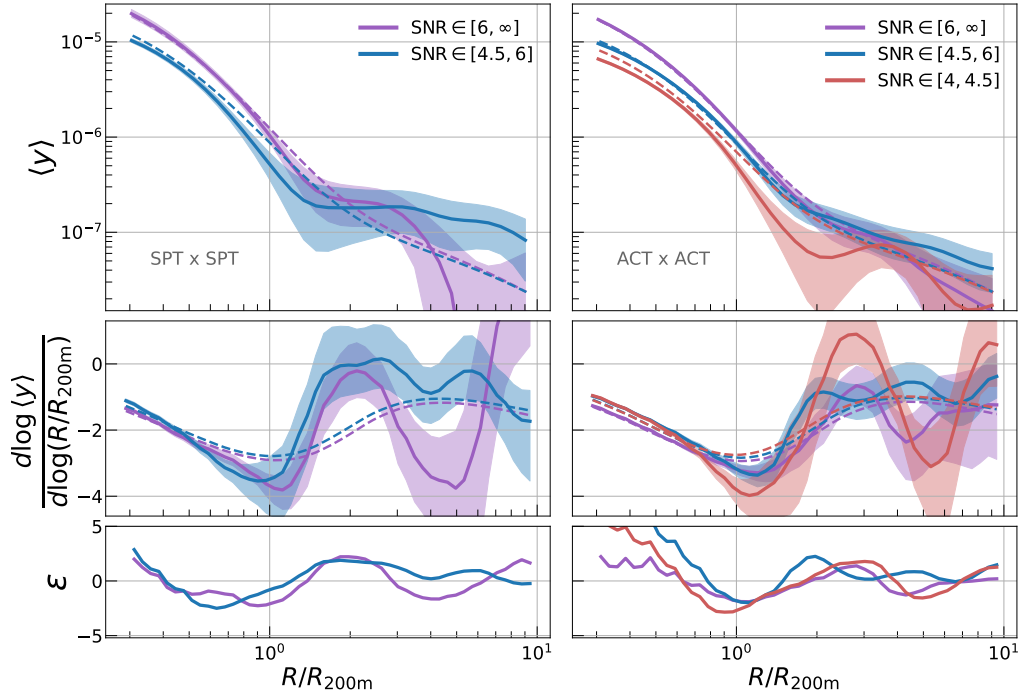 SNR ∈ [6, ∞]
SNR ∈ [4.5, 6]
SPT x SPT
SNR ∈ [6, ∞]
SNR ∈ [4.5, 6]
SNR ∈ [4, 4.5]
ACT x ACT
⟨y⟩
10⁻⁵
10⁻⁶
10⁻⁷
dlog ⟨y⟩
dlog(R/R₂₀₀ₘ)
0
−2
−4
ε
5
0
−5
10⁰
10¹
10⁰
10¹
R/R₂₀₀ₘ
R/R₂₀₀ₘ